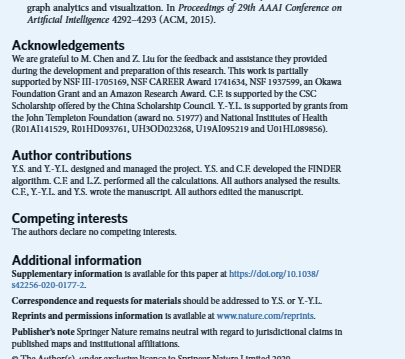 graph analytics and visualization. In Proceedings of 29th AAAI Conference on
Artificial Intelligence 4292–4293 (ACM, 2015).
Acknowledgements
We are grateful to M. Chen and Z. Liu for the feedback and assistance they provided
during the development and preparation of this research. This work is partially
supported by NSF III-1705169, NSF CAREER Award 1741634, NSF 1937599, an Okawa
Foundation Grant and an Amazon Research Award. C.F. is supported by the CSC
Scholarship offered by the China Scholarship Council. Y.-Y.L. is supported by grants from
the John Templeton Foundation (award no. 51977) and National Institutes of Health
(R01AI141529, R01HD093761, UH3OD023268, U19AI095219 and U01HL089856).
Author contributions
Y.S. and Y.-Y.L. designed and managed the project. Y.S. and C.F. developed the FINDER
algorithm. C.F. and L.Z. performed all the calculations. All authors analysed the results.
C.F., Y.-Y.L. and Y.S. wrote the manuscript. All authors edited the manuscript.
Competing interests
The authors declare no competing interests.
Additional information
Supplementary information is available for this paper at https://doi.org/10.1038/
s42256-020-0177-2.
Correspondence and requests for materials should be addressed to Y.S. or Y.-Y.L.
Reprints and permissions information is available at www.nature.com/reprints.
Publisher's note Springer Nature remains neutral with regard to jurisdictional claims in
published maps and institutional affiliations.
© The Author(s), under exclusive licence to Springer Nature Limited 2020